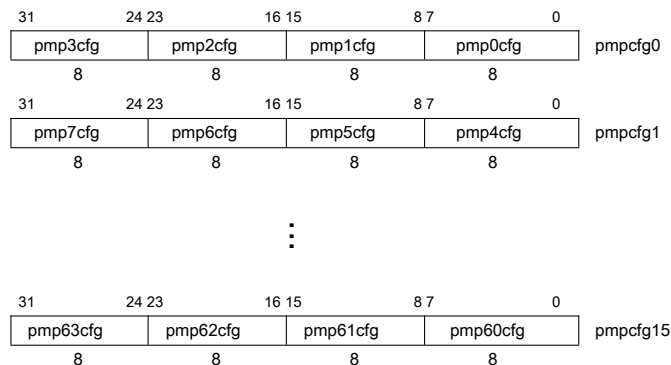 31 24 23 16 15 8 7 0
pmp3cfg pmp2cfg pmp1cfg pmp0cfg pmpcfg0
8 8 8 8
31 24 23 16 15 8 7 0
pmp7cfg pmp6cfg pmp5cfg pmp4cfg pmpcfg1
8 8 8 8
⋮
31 24 23 16 15 8 7 0
pmp63cfg pmp62cfg pmp61cfg pmp60cfg pmpcfg15
8 8 8 8